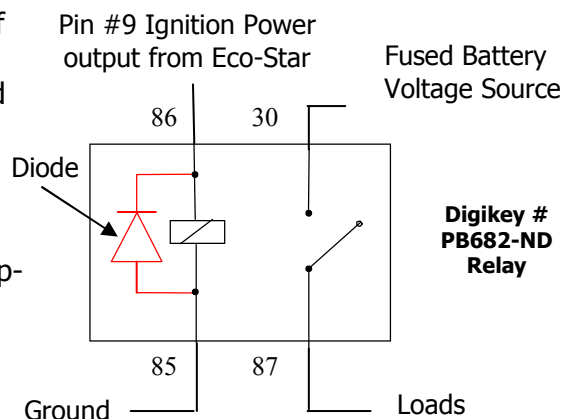 f
Pin #9 Ignition Power
output from Eco-Star
Fused Battery
Voltage Source
d
86
30
Diode
Digikey #
PB682-ND
Relay
p-
85
87
Ground
Loads